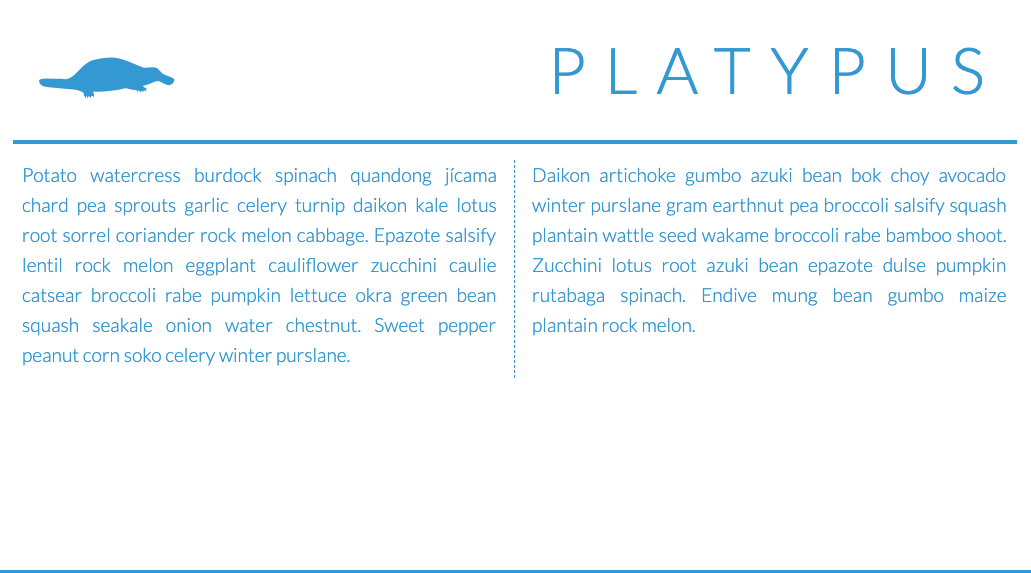 PLATYPUS
Potato watercress burdock spinach quandong jícama
chard pea sprouts garlic celery turnip daikon kale lotus
root sorrel coriander rock melon cabbage. Epazote salsify
lentil rock melon eggplant cauliflower zucchini caulie
catsear broccoli rabe pumpkin lettuce okra green bean
squash seakale onion water chestnut. Sweet pepper
peanut corn soko celery winter purslane.
Daikon artichoke gumbo azuki bean bok choy avocado
winter purslane gram earthnut pea broccoli salsify squash
plantain wattle seed wakame broccoli rabe bamboo shoot.
Zucchini lotus root azuki bean epazote dulse pumpkin
rutabaga spinach. Endive mung bean gumbo maize
plantain rock melon.